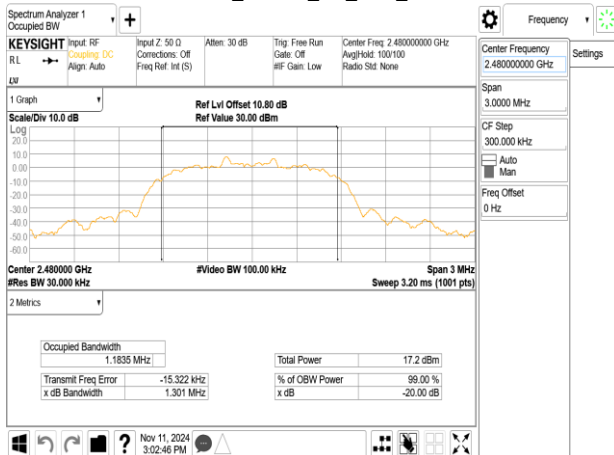 Spectrum Analyzer 1
Occupied BW
+
Frequency
KEYSIGHT
RL
LXI
Input: RF
Coupling: DC
Align: Auto
Input Z: 50 Ω
Corrections: Off
Freq Ref: Int (S)
Atten: 30 dB
Trig: Free Run
Gate: Off
#IF Gain: Low
Center Freq: 2.480000000 GHz
Avg|Hold: 100/100
Radio Std: None
Center Frequency
2.480000000 GHz
Settings
Span
3.0000 MHz
CF Step
300.000 kHz
Auto
Man
Freq Offset
0 Hz
1 Graph
Scale/Div 10.0 dB
Ref Lvl Offset 10.80 dB
Ref Value 30.00 dBm
Log
20.0
10.0
0.00
-10.0
-20.0
-30.0
-40.0
-50.0
-60.0
Center 2.480000 GHz
#Video BW 100.00 kHz
Span 3 MHz
#Res BW 30.000 kHz
Sweep 3.20 ms (1001 pts)
2 Metrics
Occupied Bandwidth
1.1835 MHz
Total Power 17.2 dBm
Transmit Freq Error -15.322 kHz
% of OBW Power 99.00 %
x dB Bandwidth 1.301 MHz
x dB -20.00 dB
?
Nov 11, 2024
3:02:46 PM